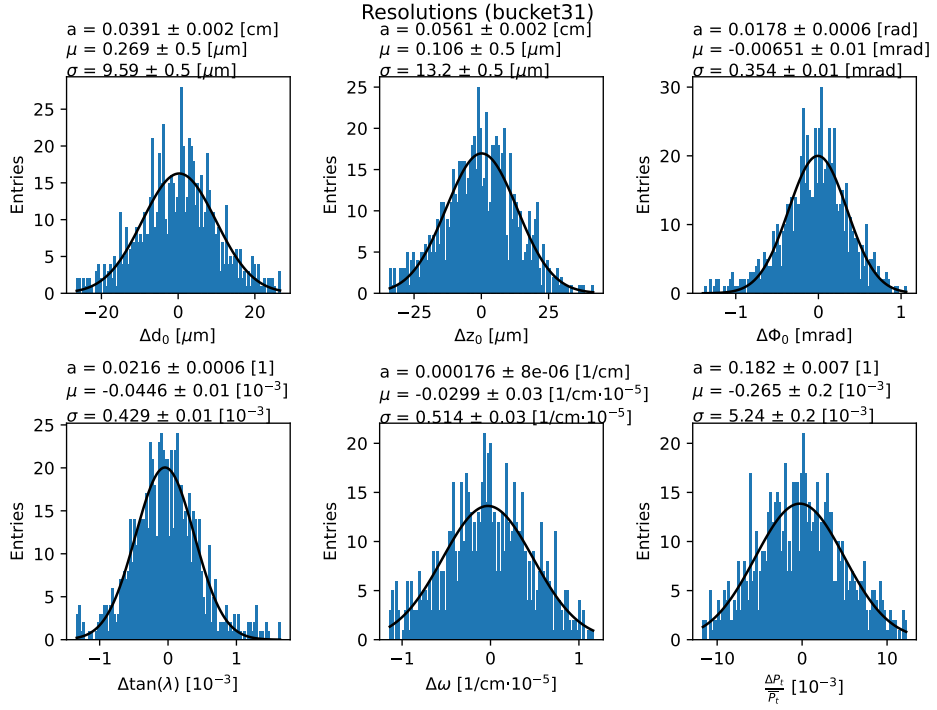 Resolutions (bucket31)
a = 0.0391 ± 0.002 [cm]
μ = 0.269 ± 0.5 [μm]
σ = 9.59 ± 0.5 [μm]
a = 0.0561 ± 0.002 [cm]
μ = 0.106 ± 0.5 [μm]
σ = 13.2 ± 0.5 [μm]
a = 0.0178 ± 0.0006 [rad]
μ = -0.00651 ± 0.01 [mrad]
σ = 0.354 ± 0.01 [mrad]
Entries
25
20
15
10
5
0
−20
0
20
Δd₀ [μm]
Entries
25
20
15
10
5
0
−25
0
25
Δz₀ [μm]
Entries
30
20
10
0
−1
0
1
ΔΦ₀ [mrad]
a = 0.0216 ± 0.0006 [1]
μ = -0.0446 ± 0.01 [10⁻³]
σ = 0.429 ± 0.01 [10⁻³]
a = 0.000176 ± 8e-06 [1/cm]
μ = -0.0299 ± 0.03 [1/cm·10⁻⁵]
σ = 0.514 ± 0.03 [1/cm·10⁻⁵]
a = 0.182 ± 0.007 [1]
μ = -0.265 ± 0.2 [10⁻³]
σ = 5.24 ± 0.2 [10⁻³]
Entries
25
20
15
10
5
0
−1
0
1
Δtan(λ) [10⁻³]
Entries
20
15
10
5
0
−1
0
1
Δω [1/cm·10⁻⁵]
Entries
20
15
10
5
0
−10
0
10
ΔPₜ/Pₜ [10⁻³]